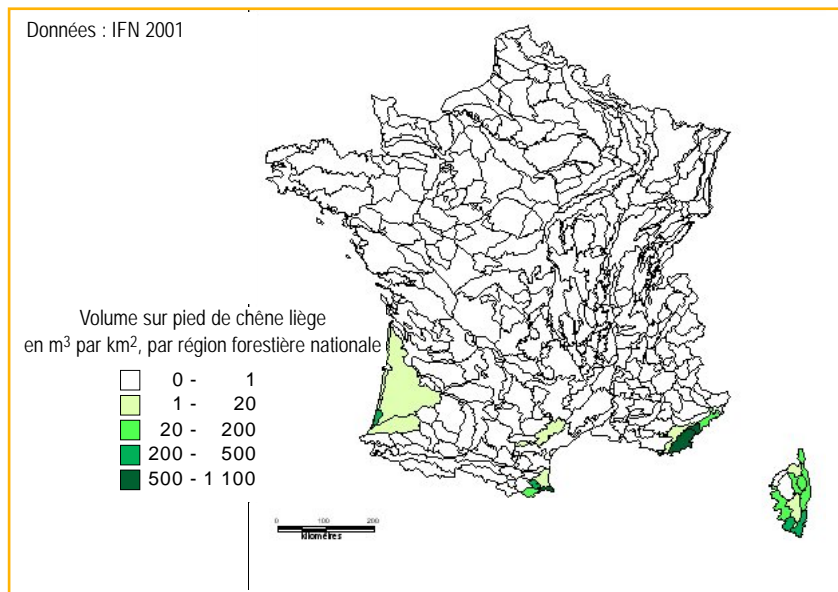 Données : IFN 2001
Volume sur pied de chêne liège
en m³ par km², par région forestière nationale
0 - 1
1 - 20
20 - 200
200 - 500
500 - 1 100
0 100 200
kilomètres